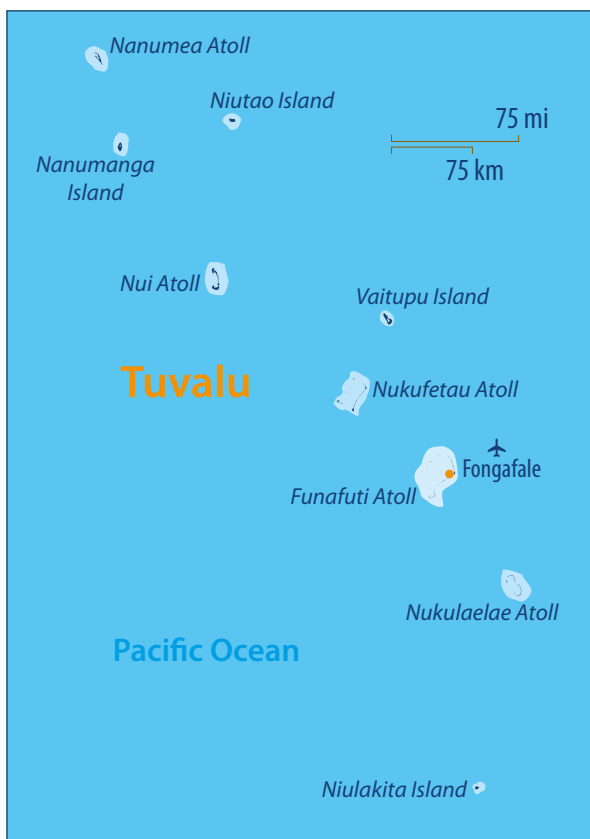 Nanumea Atoll
Niutao Island
75 mi
75 km
Nanumanga
Island
Nui Atoll
Vaitupu Island
Tuvalu
Nukufetau Atoll
Fongafale
Funafuti Atoll
Nukulaelae Atoll
Pacific Ocean
Niulakita Island